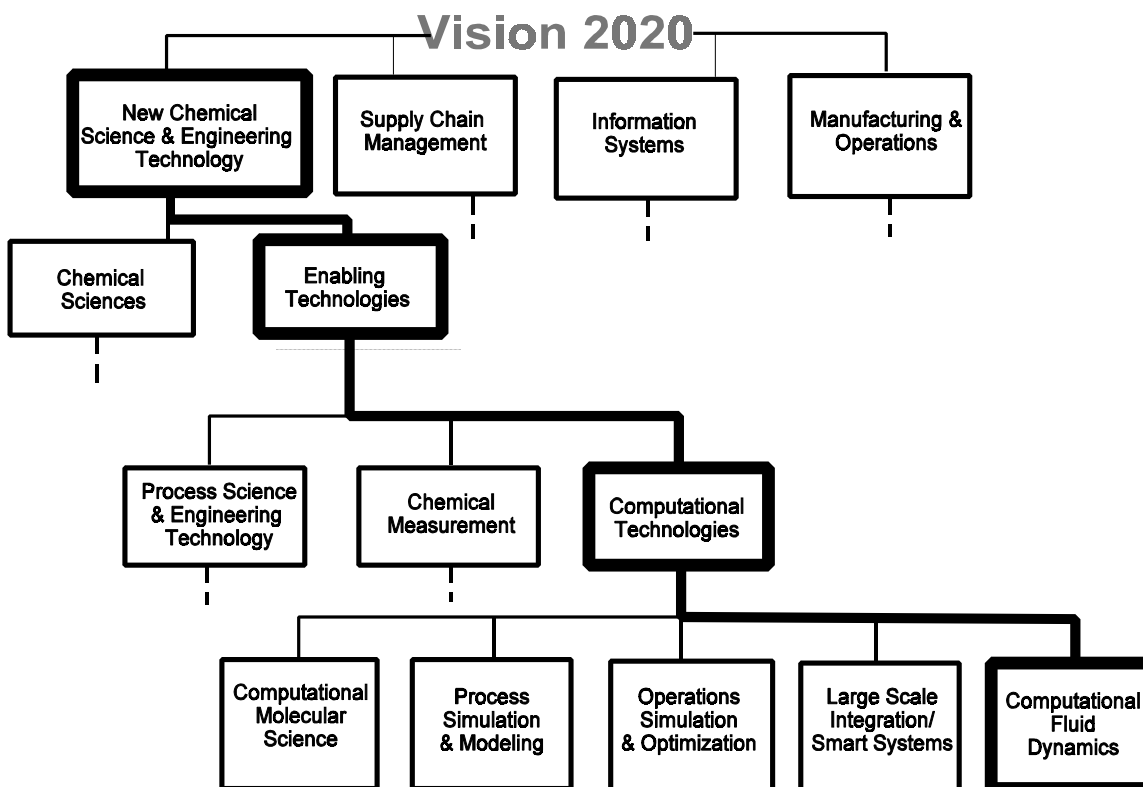 Vision 2020
New Chemical
Science & Engineering
Technology
Supply Chain
Management
Information
Systems
Manufacturing &
Operations
Chemical
Sciences
Enabling
Technologies
Process Science
& Engineering
Technology
Chemical
Measurement
Computational
Technologies
Computational
Molecular
Science
Process
Simulation
& Modeling
Operations
Simulation
& Optimization
Large Scale
Integration/
Smart Systems
Computational
Fluid
Dynamics